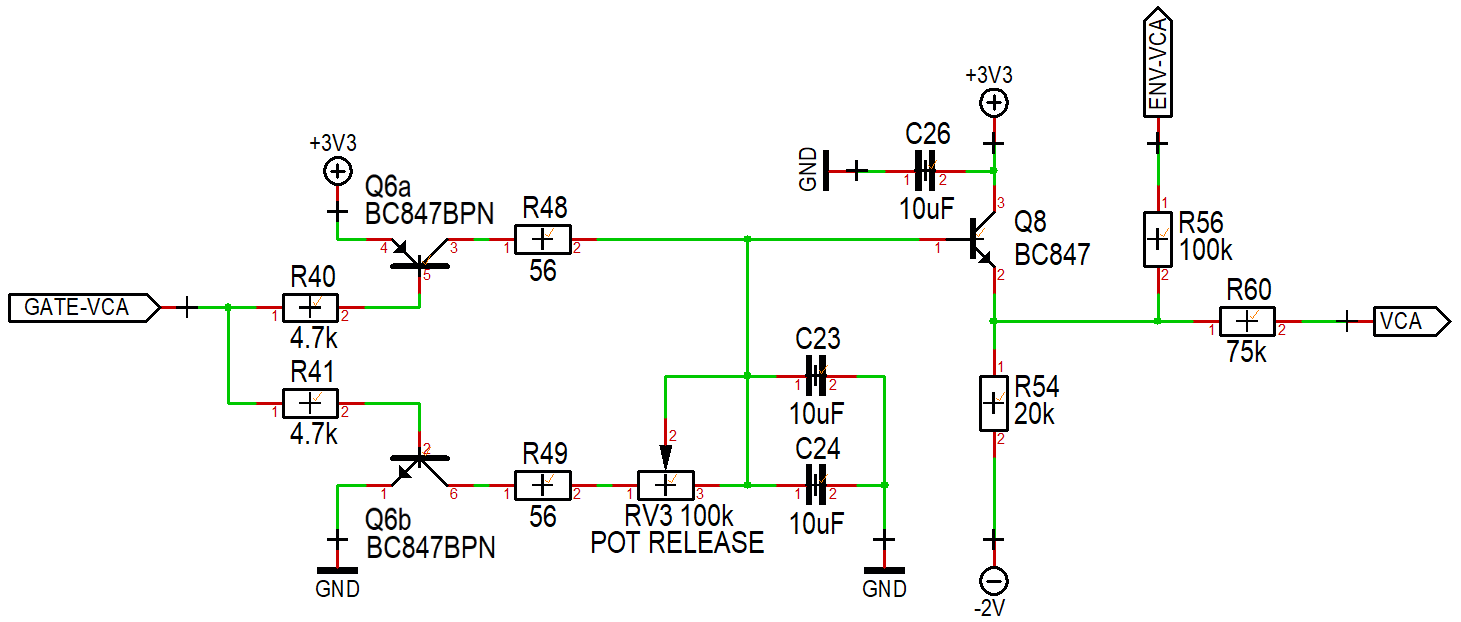 GATE-VCA
+3V3
Q6a
BC847BPN
4
3
5
R40
1
2
4.7k
R41
1
2
4.7k
2
1
6
Q6b
BC847BPN
GND
R48
1
2
56
R49
1
2
56
2
1
3
RV3 100k
POT RELEASE
C23
1
2
10uF
C24
1
2
10uF
GND
GND
C26
1
2
10uF
+3V3
3
1
2
Q8
BC847
1
R54
20k
2
-2V
ENV-VCA
1
R56
100k
2
R60
1
2
75k
VCA